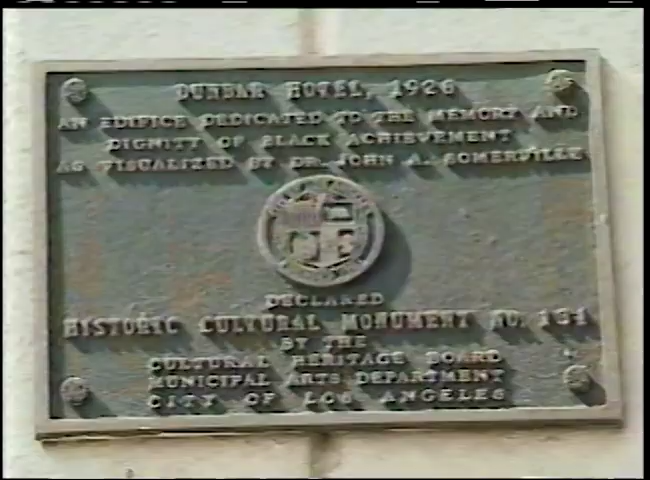 DUNBAR HOTEL, 1926
AN EDIFICE DEDICATED TO THE MEMORY AND
DIGNITY OF BLACK ACHIEVEMENT
AS VISUALIZED BY DR. JOHN A. SOMERVILLE
DECLARED
HISTORIC CULTURAL MONUMENT NO. 131
BY THE
CULTURAL HERITAGE BOARD
MUNICIPAL ARTS DEPARTMENT
CITY OF LOS ANGELES